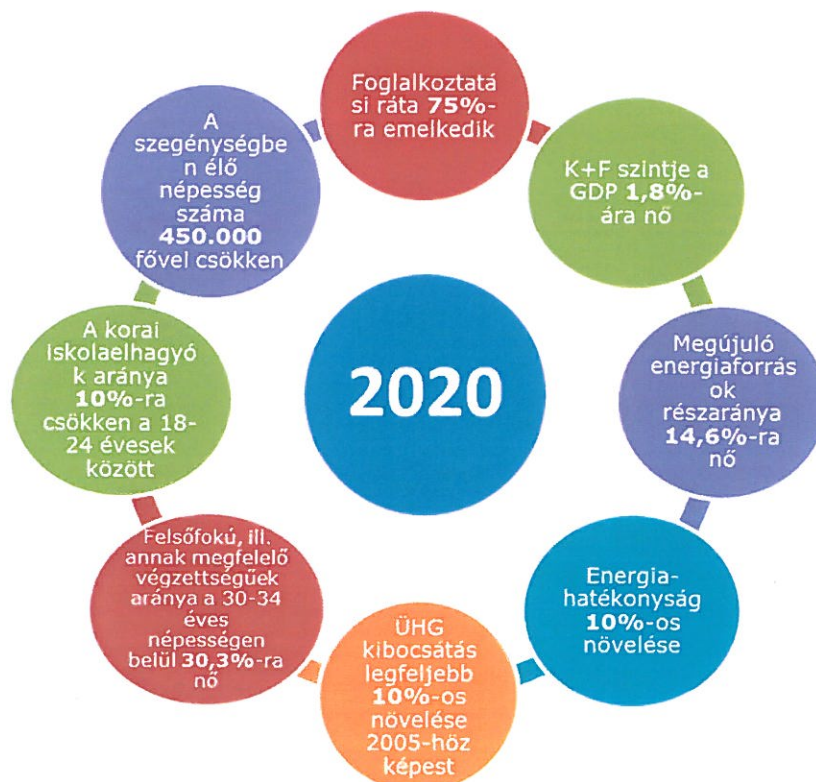 Foglalkoztatá
si ráta 75%-
ra emelkedik
K+F szintje a
GDP 1,8%-
ára nő
Megújuló
energiaforrás
ok
részaránya
14,6%-ra
nő
Energia-
hatékonyság
10%-os
növelése
ÜHG
kibocsátás
legfeljebb
10%-os
növelése
2005-höz
képest
Felsőfokú, ill.
annak megfelelő
végzettségűek
aránya a 30-34
éves
népességen
belül 30,3%-ra
nő
A korai
iskolaelhagyó
k aránya
10%-ra
csökken a 18-
24 évesek
között
A
szegénységbe
n élő
népesség
száma
450.000
fővel csökken
2020